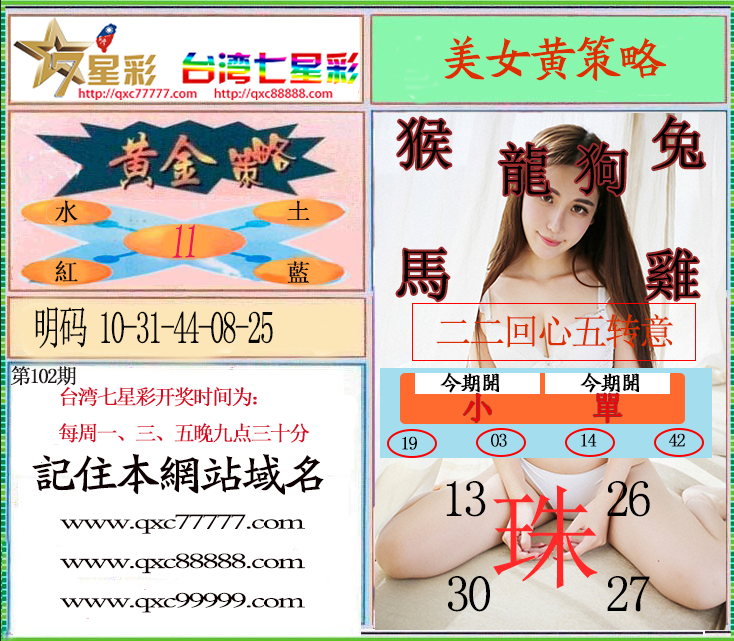 星彩
台湾七星彩
http://qxc77777.com http://qxc88888.com
美女黄策略
黄金策略
水 土
11
紅 藍
明码 10-31-44-08-25
第102期
台湾七星彩开奖时间为:
每周一、三、五晚九点三十分
記住本網站域名
www.qxc77777.com
www.qxc88888.com
www.qxc99999.com
猴 龍 狗 兔
馬 雞
二二回心五转意
今期開 今期開
小 單
19 03 14 42
13 26
珠
30 27